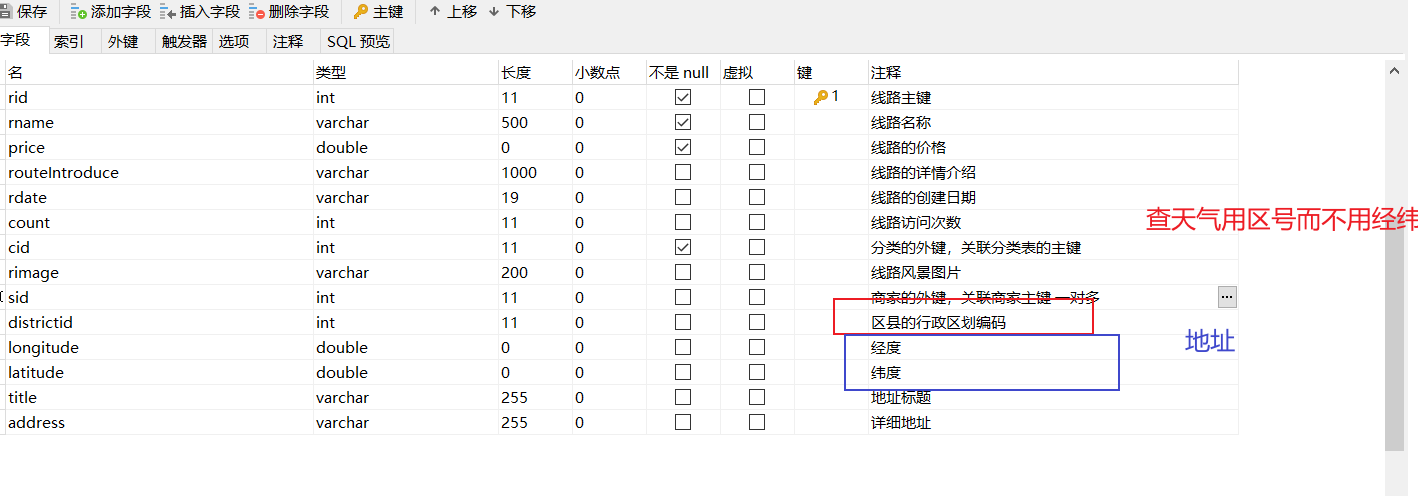 保存 添加字段 插入字段 删除字段 主键 上移 下移
字段 索引 外键 触发器 选项 注释 SQL 预览
名 类型 长度 小数点 不是 null 虚拟 键 注释
rid int 11 0 1 线路主键
rname varchar 500 0 线路名称
price double 0 0 线路的价格
routeIntroduce varchar 1000 0 线路的详情介绍
rdate varchar 19 0 线路的创建日期
count int 11 0 线路访问次数
查天气用区号而不用经纬
cid int 11 0 分类的外键，关联分类表的主键
rimage varchar 200 0 线路风景图片
sid int 11 0 商家的外键，关联商家主键 一对多 ...
districtid int 11 0 区县的行政区划编码
longitude double 0 0 经度
地址
latitude double 0 0 纬度
title varchar 255 0 地址标题
address varchar 255 0 详细地址